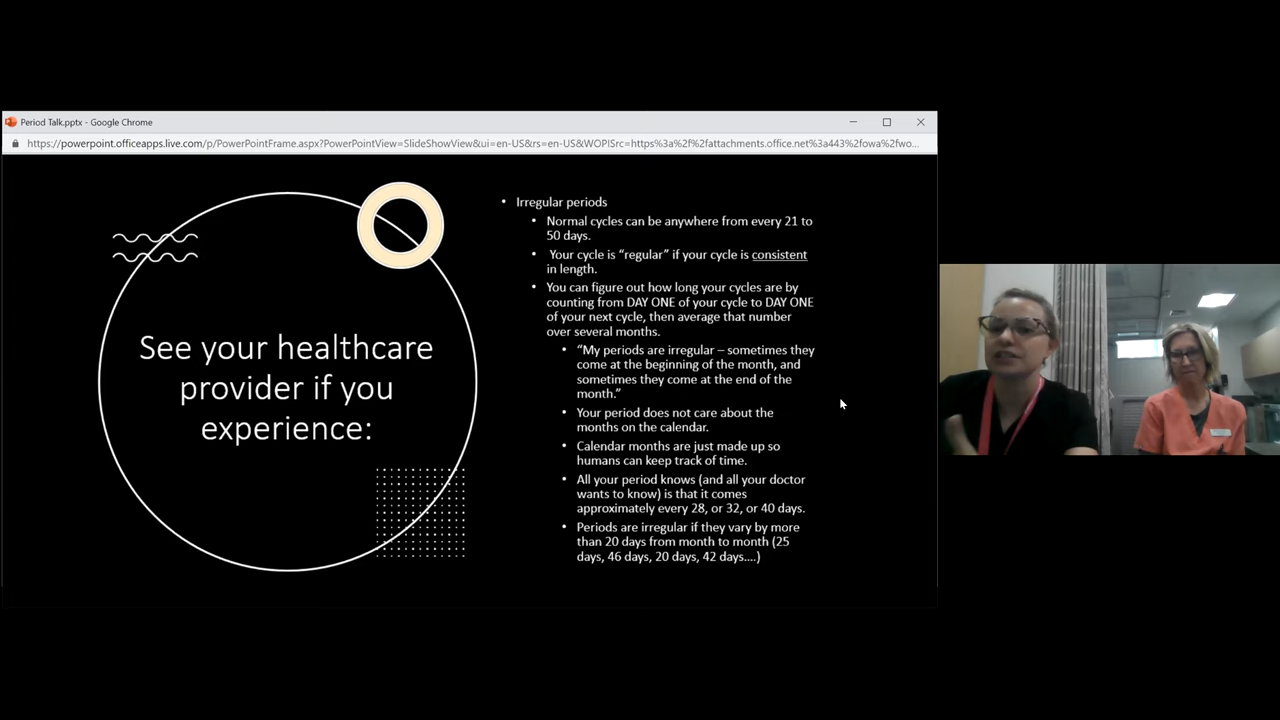 Period Talk.pptx - Google Chrome
https://powerpoint.officeapps.live.com/p/PowerPointFrame.aspx?PowerPointView=SlideShowView&ui=en-US&rs=en-US&WOPISrc=https%3a%2f%2fattachments.office.net%3a443%2fowa%2fwo...
See your healthcare
provider if you
experience:
• Irregular periods
• Normal cycles can be anywhere from every 21 to
50 days.
• Your cycle is “regular” if your cycle is consistent
in length.
• You can figure out how long your cycles are by
counting from DAY ONE of your cycle to DAY ONE
of your next cycle, then average that number
over several months.
• “My periods are irregular – sometimes they
come at the beginning of the month, and
sometimes they come at the end of the
month.”
• Your period does not care about the
months on the calendar.
• Calendar months are just made up so
humans can keep track of time.
• All your period knows (and all your doctor
wants to know) is that it comes
approximately every 28, or 32, or 40 days.
• Periods are irregular if they vary by more
than 20 days from month to month (25
days, 46 days, 20 days, 42 days....)